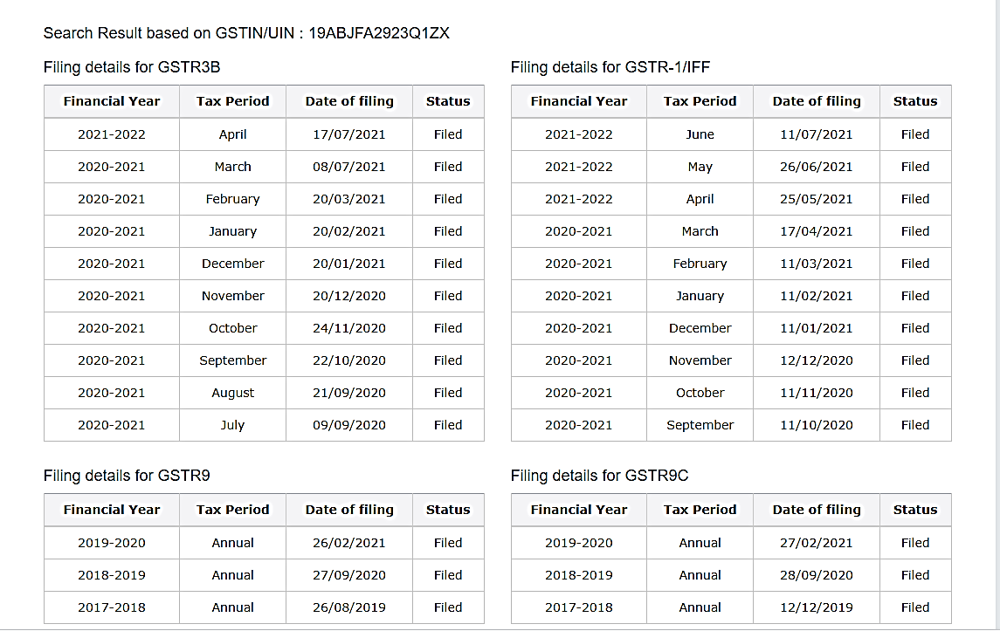 Search Result based on GSTIN/UIN : 19ABJFA2923Q1ZX
Filing details for GSTR3B
Financial Year Tax Period Date of filing Status
2021-2022 April 17/07/2021 Filed
2020-2021 March 08/07/2021 Filed
2020-2021 February 20/03/2021 Filed
2020-2021 January 20/02/2021 Filed
2020-2021 December 20/01/2021 Filed
2020-2021 November 20/12/2020 Filed
2020-2021 October 24/11/2020 Filed
2020-2021 September 22/10/2020 Filed
2020-2021 August 21/09/2020 Filed
2020-2021 July 09/09/2020 Filed
Filing details for GSTR-1/IFF
Financial Year Tax Period Date of filing Status
2021-2022 June 11/07/2021 Filed
2021-2022 May 26/06/2021 Filed
2021-2022 April 25/05/2021 Filed
2020-2021 March 17/04/2021 Filed
2020-2021 February 11/03/2021 Filed
2020-2021 January 11/02/2021 Filed
2020-2021 December 11/01/2021 Filed
2020-2021 November 12/12/2020 Filed
2020-2021 October 11/11/2020 Filed
2020-2021 September 11/10/2020 Filed
Filing details for GSTR9
Financial Year Tax Period Date of filing Status
2019-2020 Annual 26/02/2021 Filed
2018-2019 Annual 27/09/2020 Filed
2017-2018 Annual 26/08/2019 Filed
Filing details for GSTR9C
Financial Year Tax Period Date of filing Status
2019-2020 Annual 27/02/2021 Filed
2018-2019 Annual 28/09/2020 Filed
2017-2018 Annual 12/12/2019 Filed